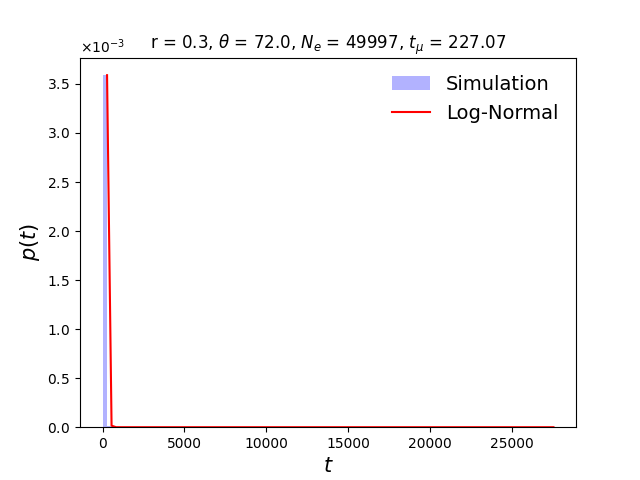 r = 0.3, θ = 72.0, Nₑ = 49997, t_μ = 227.07
×10⁻³
Simulation
Log-Normal
3.5
3.0
2.5
2.0
1.5
1.0
0.5
0.0
p(t)
0 5000 10000 15000 20000 25000
t